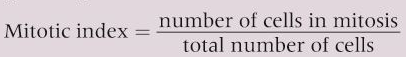 Mitotic index = number of cells in mitosis
total number of cells